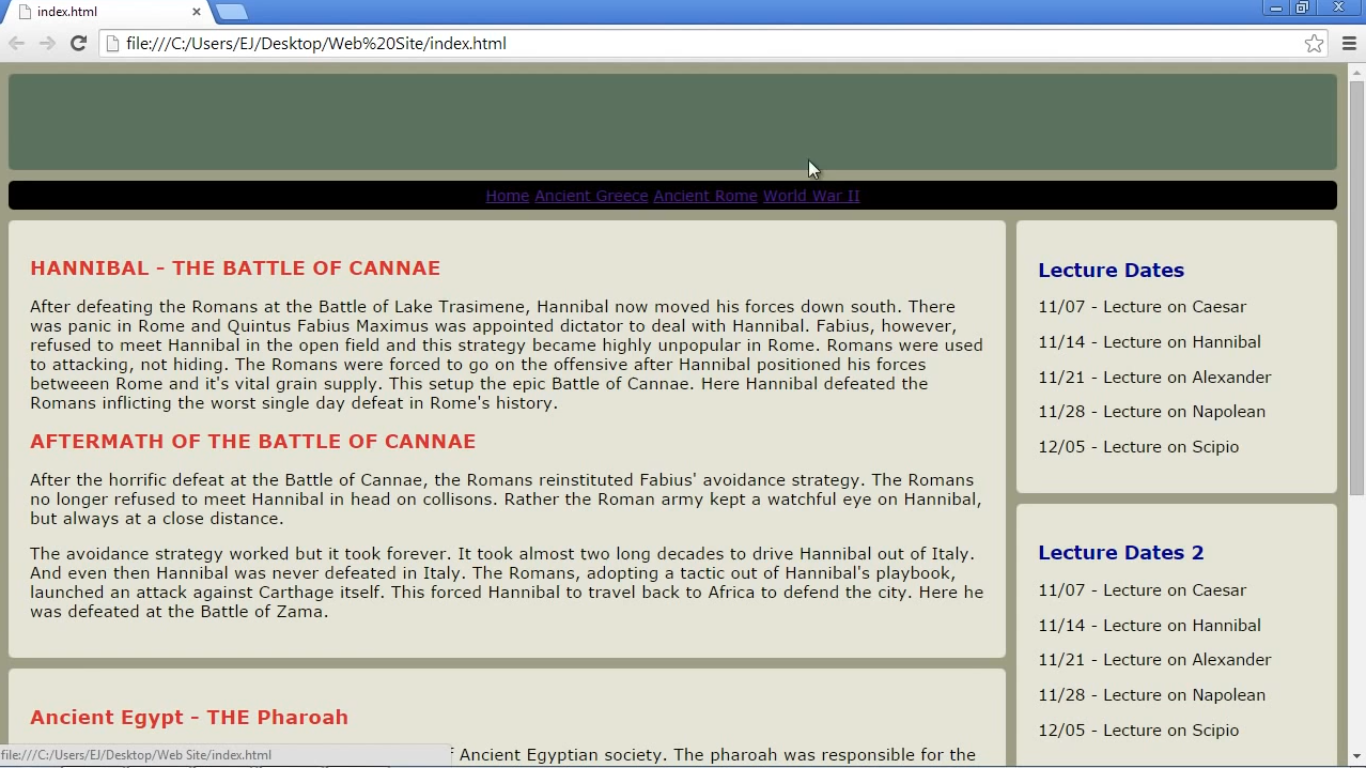 index.html
file:///C:/Users/EJ/Desktop/Web%20Site/index.html
Home Ancient Greece Ancient Rome World War II
HANNIBAL - THE BATTLE OF CANNAE
After defeating the Romans at the Battle of Lake Trasimene, Hannibal now moved his forces down south. There
was panic in Rome and Quintus Fabius Maximus was appointed dictator to deal with Hannibal. Fabius, however,
refused to meet Hannibal in the open field and this strategy became highly unpopular in Rome. Romans were used
to attacking, not hiding. The Romans were forced to go on the offensive after Hannibal positioned his forces
betweeen Rome and it's vital grain supply. This setup the epic Battle of Cannae. Here Hannibal defeated the
Romans inflicting the worst single day defeat in Rome's history.
AFTERMATH OF THE BATTLE OF CANNAE
After the horrific defeat at the Battle of Cannae, the Romans reinstituted Fabius' avoidance strategy. The Romans
no longer refused to meet Hannibal in head on collisons. Rather the Roman army kept a watchful eye on Hannibal,
but always at a close distance.
The avoidance strategy worked but it took forever. It took almost two long decades to drive Hannibal out of Italy.
And even then Hannibal was never defeated in Italy. The Romans, adopting a tactic out of Hannibal's playbook,
launched an attack against Carthage itself. This forced Hannibal to travel back to Africa to defend the city. Here he
was defeated at the Battle of Zama.
Ancient Egypt - THE Pharoah
Ancient Egyptian society. The pharoah was responsible for the
Lecture Dates
11/07 - Lecture on Caesar
11/14 - Lecture on Hannibal
11/21 - Lecture on Alexander
11/28 - Lecture on Napolean
12/05 - Lecture on Scipio
Lecture Dates 2
11/07 - Lecture on Caesar
11/14 - Lecture on Hannibal
11/21 - Lecture on Alexander
11/28 - Lecture on Napolean
12/05 - Lecture on Scipio
file:///C:/Users/EJ/Desktop/Web Site/index.html